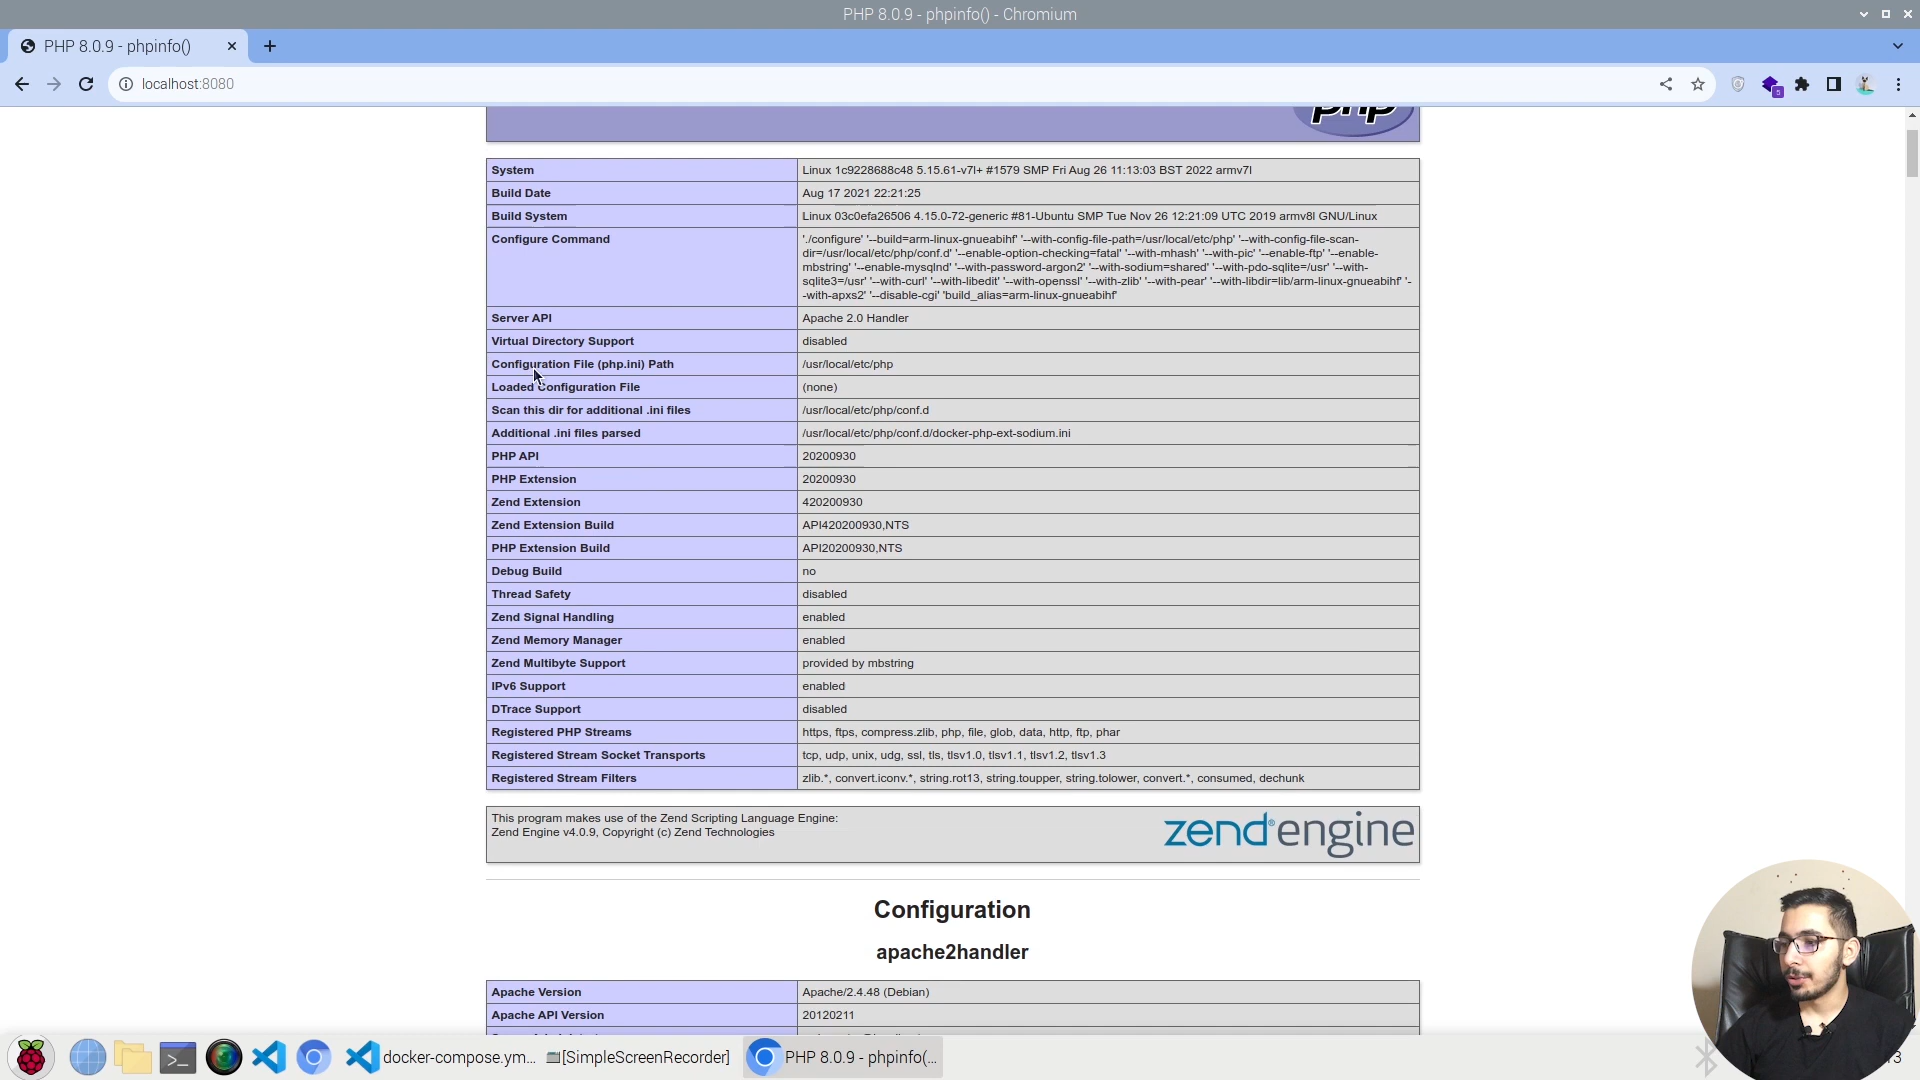 PHP 8.0.9 - phpinfo() - Chromium
PHP 8.0.9 - phpinfo()
localhost:8080
5
php
System Linux 1c9228688c48 5.15.61-v7l+ #1579 SMP Fri Aug 26 11:13:03 BST 2022 armv7l
Build Date Aug 17 2021 22:21:25
Build System Linux 03c0efa26506 4.15.0-72-generic #81-Ubuntu SMP Tue Nov 26 12:21:09 UTC 2019 armv8l GNU/Linux
Configure Command './configure' '--build=arm-linux-gnueabihf' '--with-config-file-path=/usr/local/etc/php' '--with-config-file-scan-
dir=/usr/local/etc/php/conf.d' '--enable-option-checking=fatal' '--with-mhash' '--with-pic' '--enable-ftp' '--enable-
mbstring' '--enable-mysqlnd' '--with-password-argon2' '--with-sodium=shared' '--with-pdo-sqlite=/usr' '--with-
sqlite3=/usr' '--with-curl' '--with-libedit' '--with-openssl' '--with-zlib' '--with-pear' '--with-libdir=lib/arm-linux-gnueabihf' '-
-with-apxs2' '--disable-cgi' 'build_alias=arm-linux-gnueabihf'
Server API Apache 2.0 Handler
Virtual Directory Support disabled
Configuration File (php.ini) Path /usr/local/etc/php
Loaded Configuration File (none)
Scan this dir for additional .ini files /usr/local/etc/php/conf.d
Additional .ini files parsed /usr/local/etc/php/conf.d/docker-php-ext-sodium.ini
PHP API 20200930
PHP Extension 20200930
Zend Extension 420200930
Zend Extension Build API420200930,NTS
PHP Extension Build API20200930,NTS
Debug Build no
Thread Safety disabled
Zend Signal Handling enabled
Zend Memory Manager enabled
Zend Multibyte Support provided by mbstring
IPv6 Support enabled
DTrace Support disabled
Registered PHP Streams https, ftps, compress.zlib, php, file, glob, data, http, ftp, phar
Registered Stream Socket Transports tcp, udp, unix, udg, ssl, tls, tlsv1.0, tlsv1.1, tlsv1.2, tlsv1.3
Registered Stream Filters zlib.*, convert.iconv.*, string.rot13, string.toupper, string.tolower, convert.*, consumed, dechunk
This program makes use of the Zend Scripting Language Engine:
Zend Engine v4.0.9, Copyright (c) Zend Technologies
zend® engine
Configuration
apache2handler
Apache Version Apache/2.4.48 (Debian)
Apache API Version 20120211
docker-compose.ym... [SimpleScreenRecorder] PHP 8.0.9 - phpinfo(...